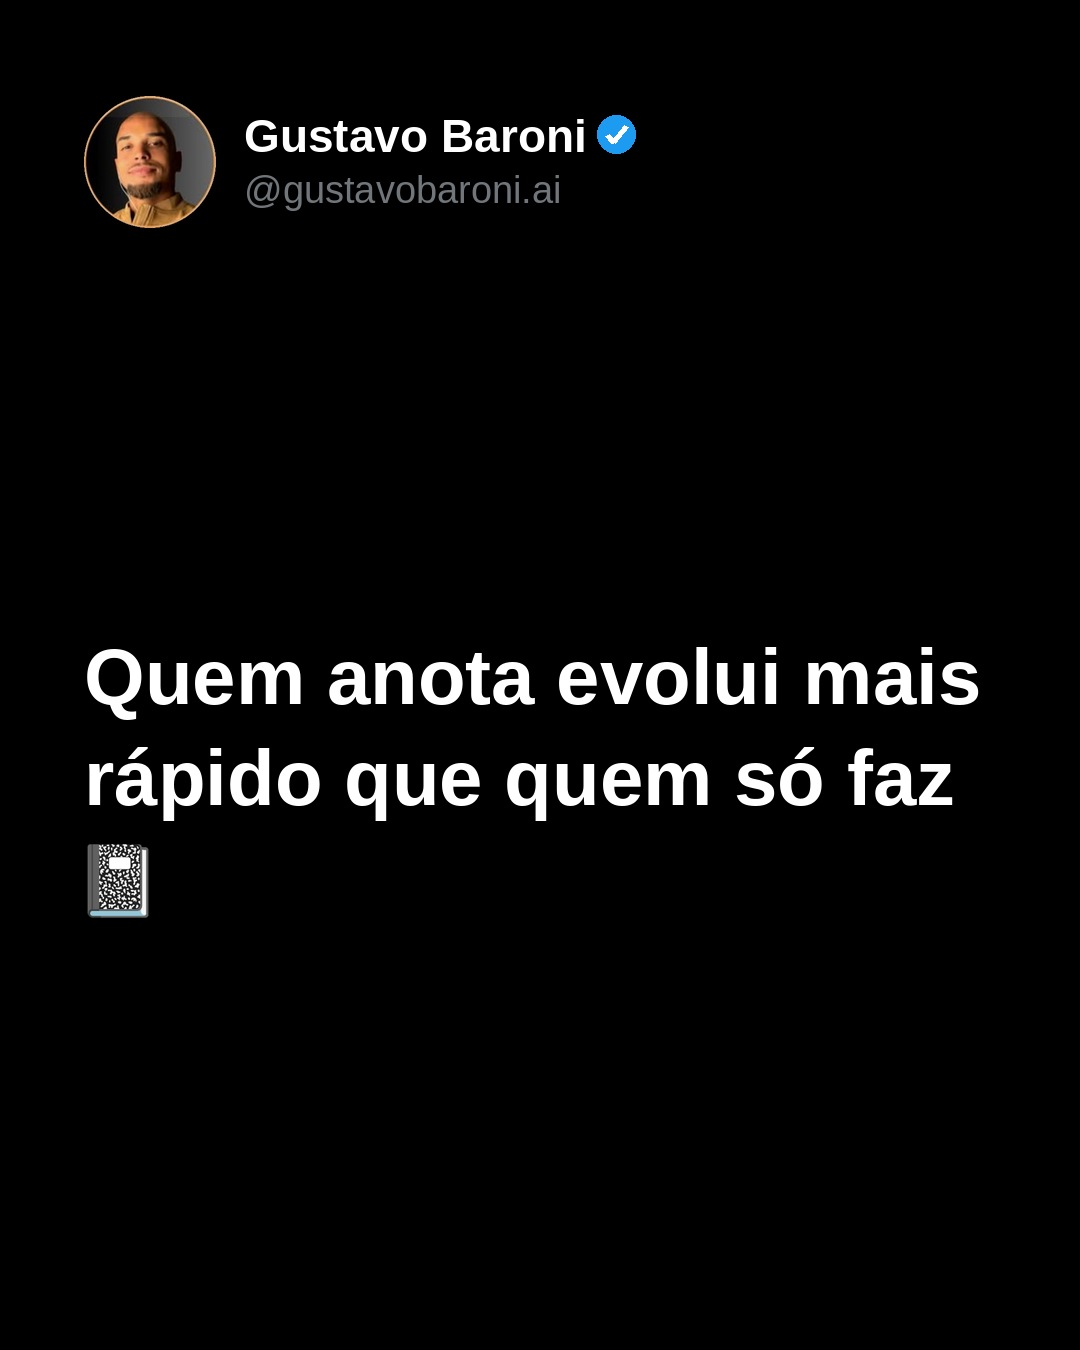 Gustavo Baroni
@gustavobaroni.ai
Quem anota evolui mais
rápido que quem só faz
📓